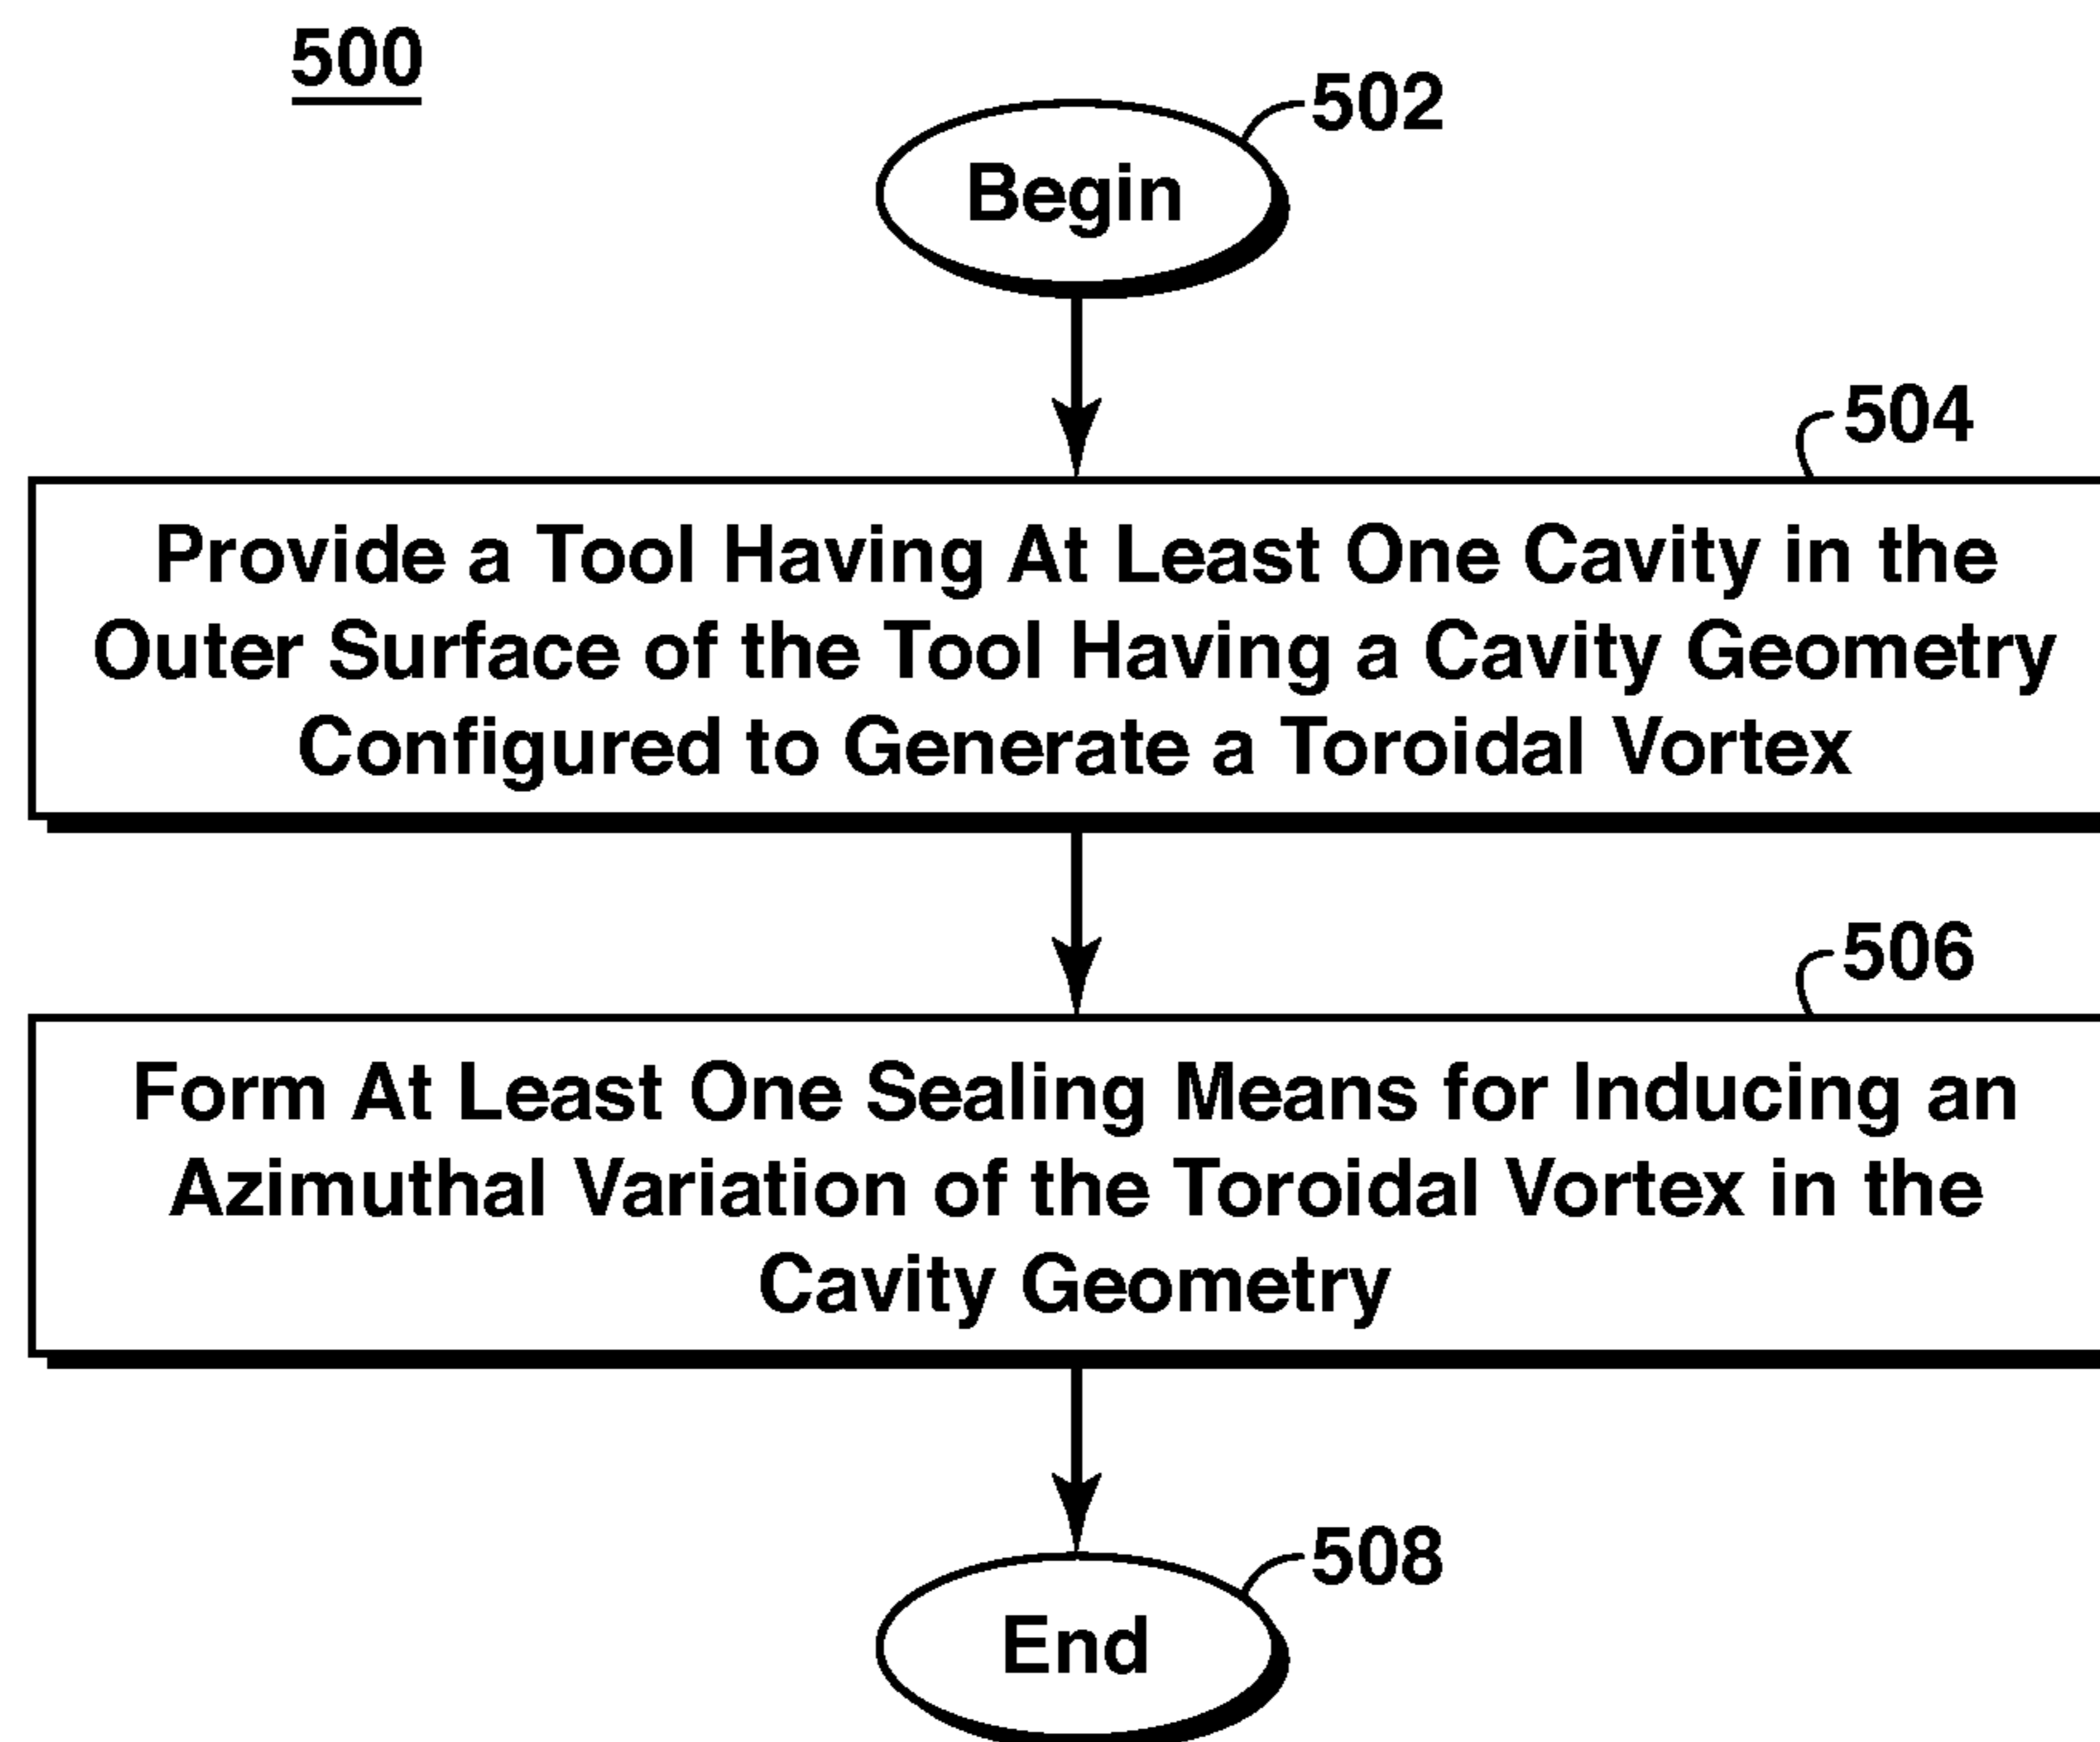 500
502
Begin
504
Provide a Tool Having At Least One Cavity in the
Outer Surface of the Tool Having a Cavity Geometry
Configured to Generate a Toroidal Vortex
506
Form At Least One Sealing Means for Inducing an
Azimuthal Variation of the Toroidal Vortex in the
Cavity Geometry
508
End